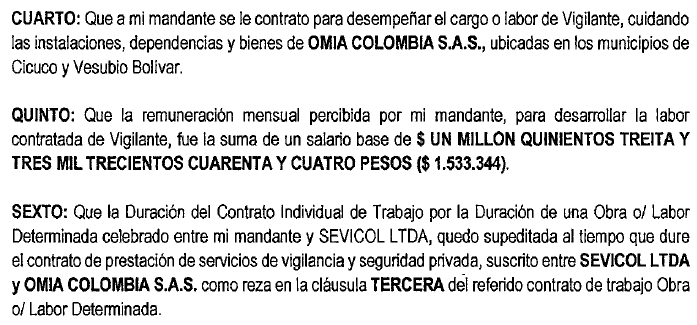 CUARTO: Que a mi mandante se le contrato para desempeñar el cargo o labor de Vigilante, cuidando
las instalaciones, dependencias y bienes de OMIA COLOMBIA S.A.S., ubicadas en los municipios de
Cicuco y Vesubio Bolivar.
QUINTO: Que la remuneración mensual percibida por mi mandante, para desarrollar la labor
contratada de Vigilante, fue la suma de un salario base de $ UN MILLON QUINIENTOS TREITA Y
TRES MIL TRECIENTOS CUARENTA Y CUATRO PESOS ($ 1.533.344).
SEXTO: Que la Duración del Contrato Individual de Trabajo por la Duración de una Obra o/ Labor
Determinada celebrado entre mi mandante y SEVICOL LTDA, quedo supeditada al tiempo que dure
el contrato de prestación de servicios de vigilancia y seguridad privada, suscrito entre SEVICOL LTDA
y OMIA COLOMBIA S.A.S. como reza en la cláusula TERCERA del referido contrato de trabajo Obra
o/ Labor Determinada.